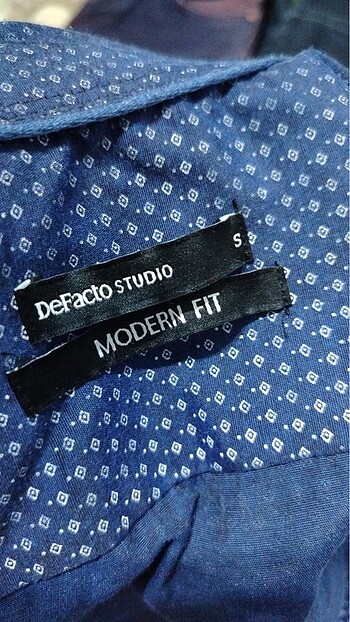 DeFacto STUDIO S
MODERN FIT